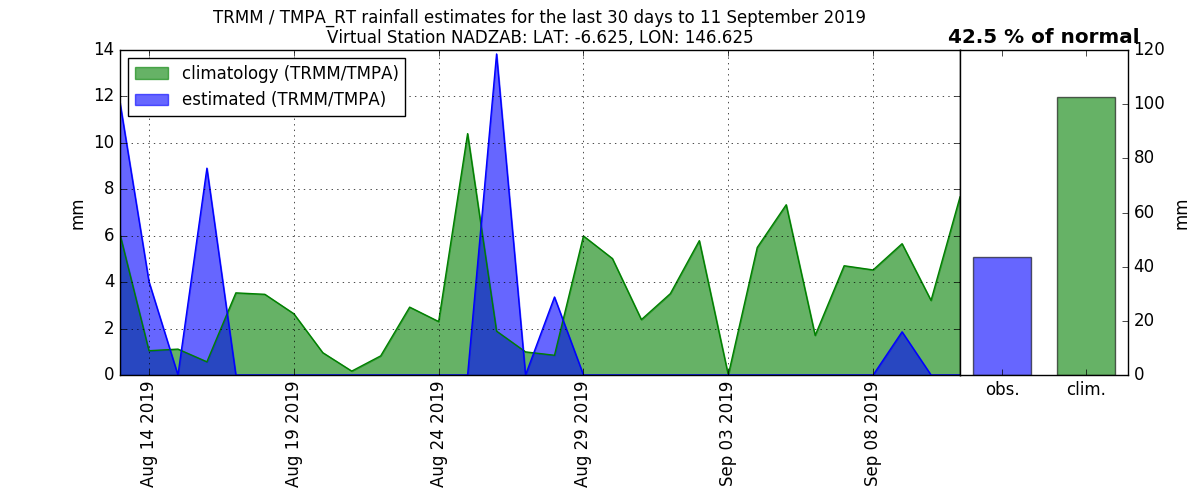 TRMM / TMPA_RT rainfall estimates for the last 30 days to 11 September 2019
Virtual Station NADZAB: LAT: -6.625, LON: 146.625
42.5 % of normal
climatology (TRMM/TMPA)
estimated (TRMM/TMPA)
14
12
10
8
6
4
2
0
mm
Aug 14 2019
Aug 19 2019
Aug 24 2019
Aug 29 2019
Sep 03 2019
Sep 08 2019
120
100
80
60
40
20
0
mm
obs.
clim.